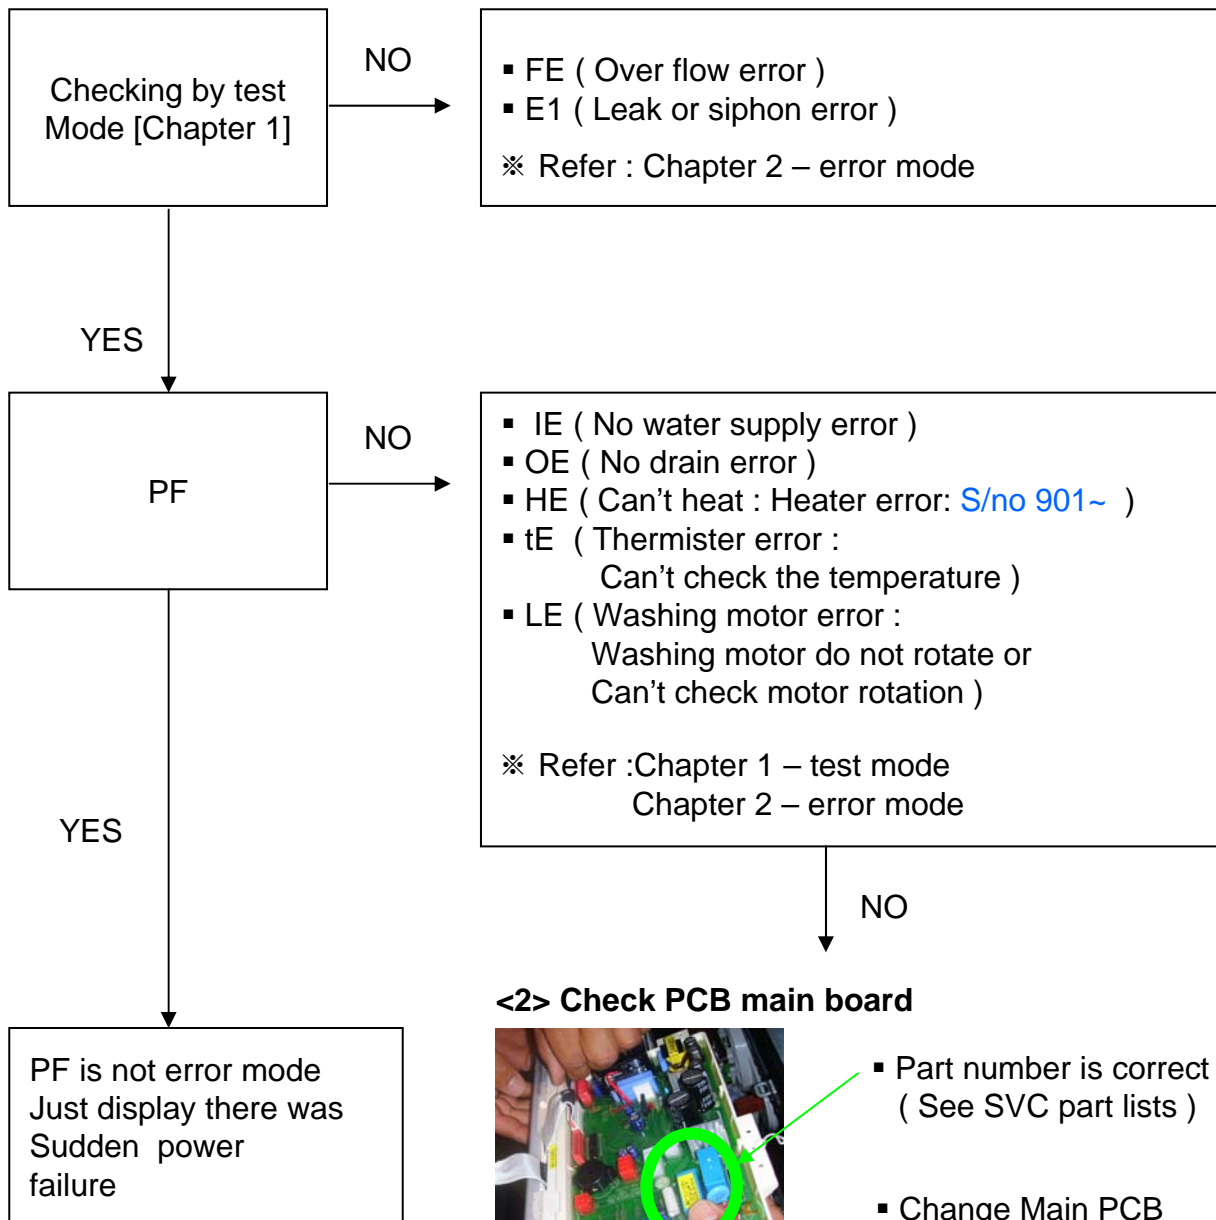 Checking by test
Mode [Chapter 1]
NO
▪ FE ( Over flow error )
▪ E1 ( Leak or siphon error )
※ Refer : Chapter 2 – error mode
YES
PF
NO
▪ IE ( No water supply error )
▪ OE ( No drain error )
▪ HE ( Can’t heat : Heater error: S/no 901~ )
▪ tE ( Thermister error :
Can’t check the temperature )
▪ LE ( Washing motor error :
Washing motor do not rotate or
Can’t check motor rotation )
※ Refer :Chapter 1 – test mode
Chapter 2 – error mode
YES
NO
<2> Check PCB main board
PF is not error mode
Just display there was
Sudden power
failure
▪ Part number is correct
( See SVC part lists )
▪ Change Main PCB